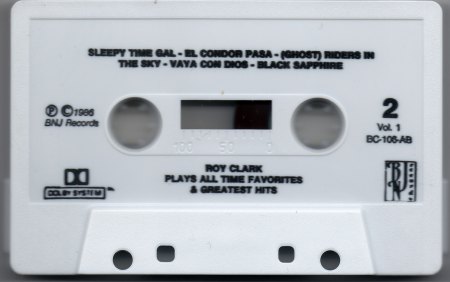 SLEEPY TIME GAL - EL CONDOR PASA - (GHOST) RIDERS IN
THE SKY - VAYA CON DIOS - BLACK SAPPHIRE
Ⓟ ©1986
BNJ Records
2
Vol. 1
BC-108-AB
100 50 0
ROY CLARK
PLAYS ALL TIME FAVORITES
& GREATEST HITS
DOLBY SYSTEM